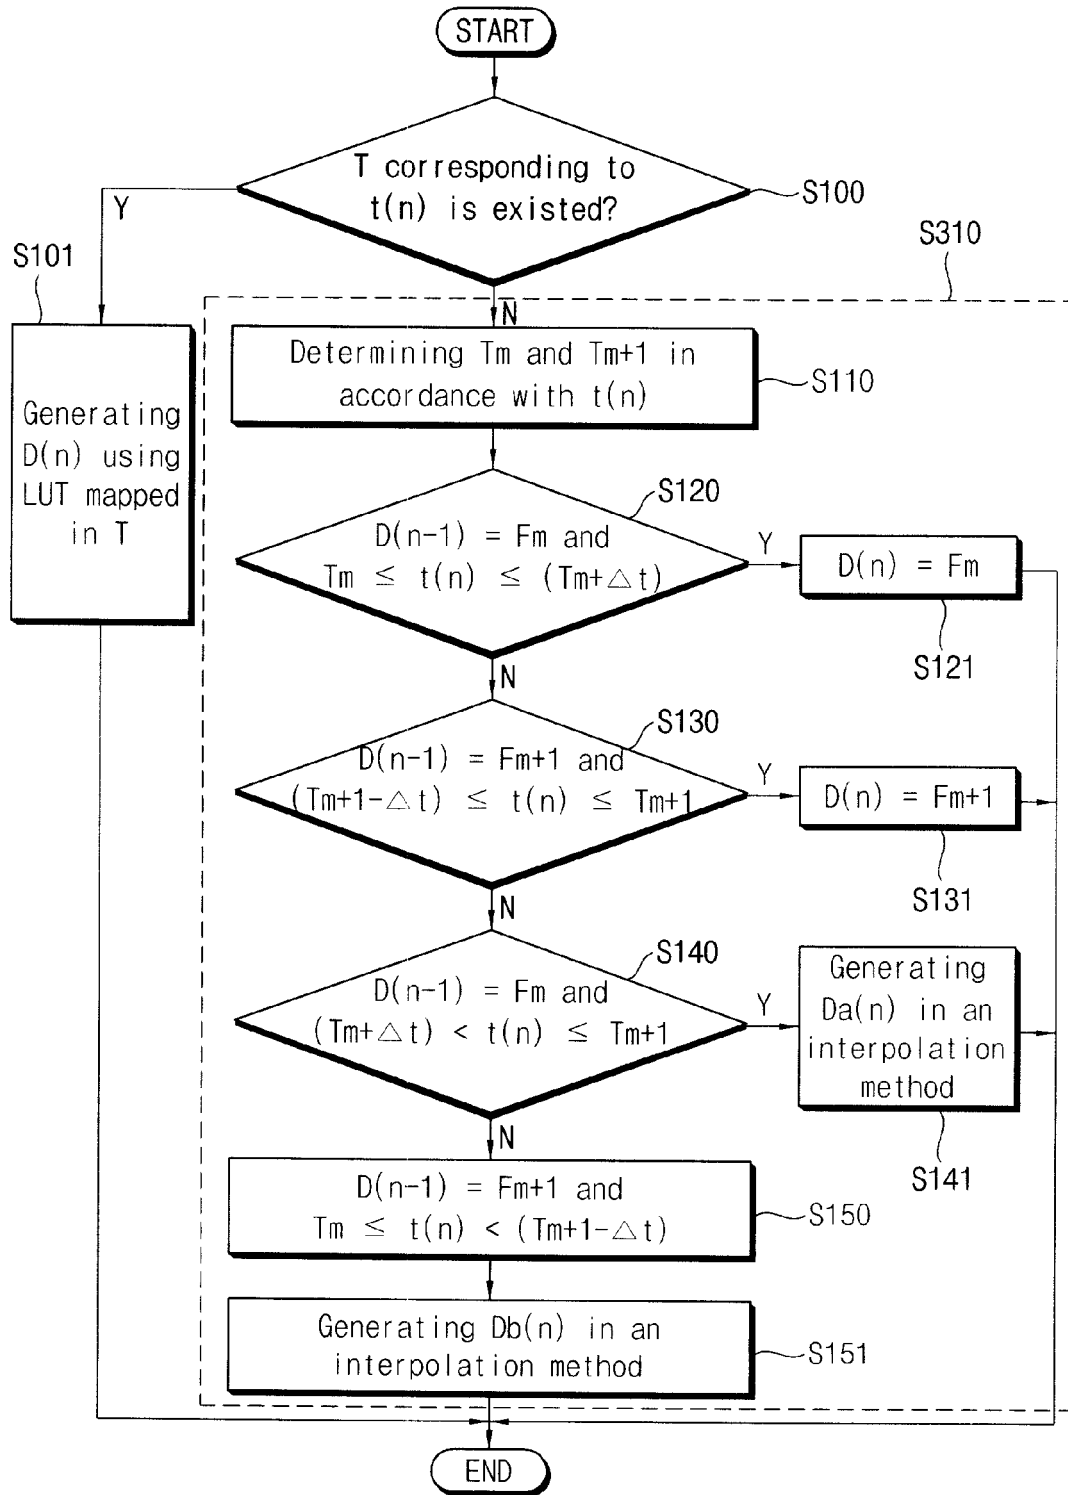 START
T corresponding to
t(n) is existed?
S100
Y
S310
S101
N
Generating
D(n) using
LUT mapped
in T
Determining Tm and Tm+1 in
accordance with t(n)
S110
S120
D(n-1) = Fm and
Tm ≤ t(n) ≤ (Tm+△t)
Y
D(n) = Fm
S121
N
S130
D(n-1) = Fm+1 and
(Tm+1-△t) ≤ t(n) ≤ Tm+1
Y
D(n) = Fm+1
S131
N
S140
D(n-1) = Fm and
(Tm+△t) < t(n) ≤ Tm+1
Y
Generating
Da(n) in an
interpolation
method
S141
N
D(n-1) = Fm+1 and
Tm ≤ t(n) < (Tm+1-△t)
S150
Generating Db(n) in an
interpolation method
S151
END